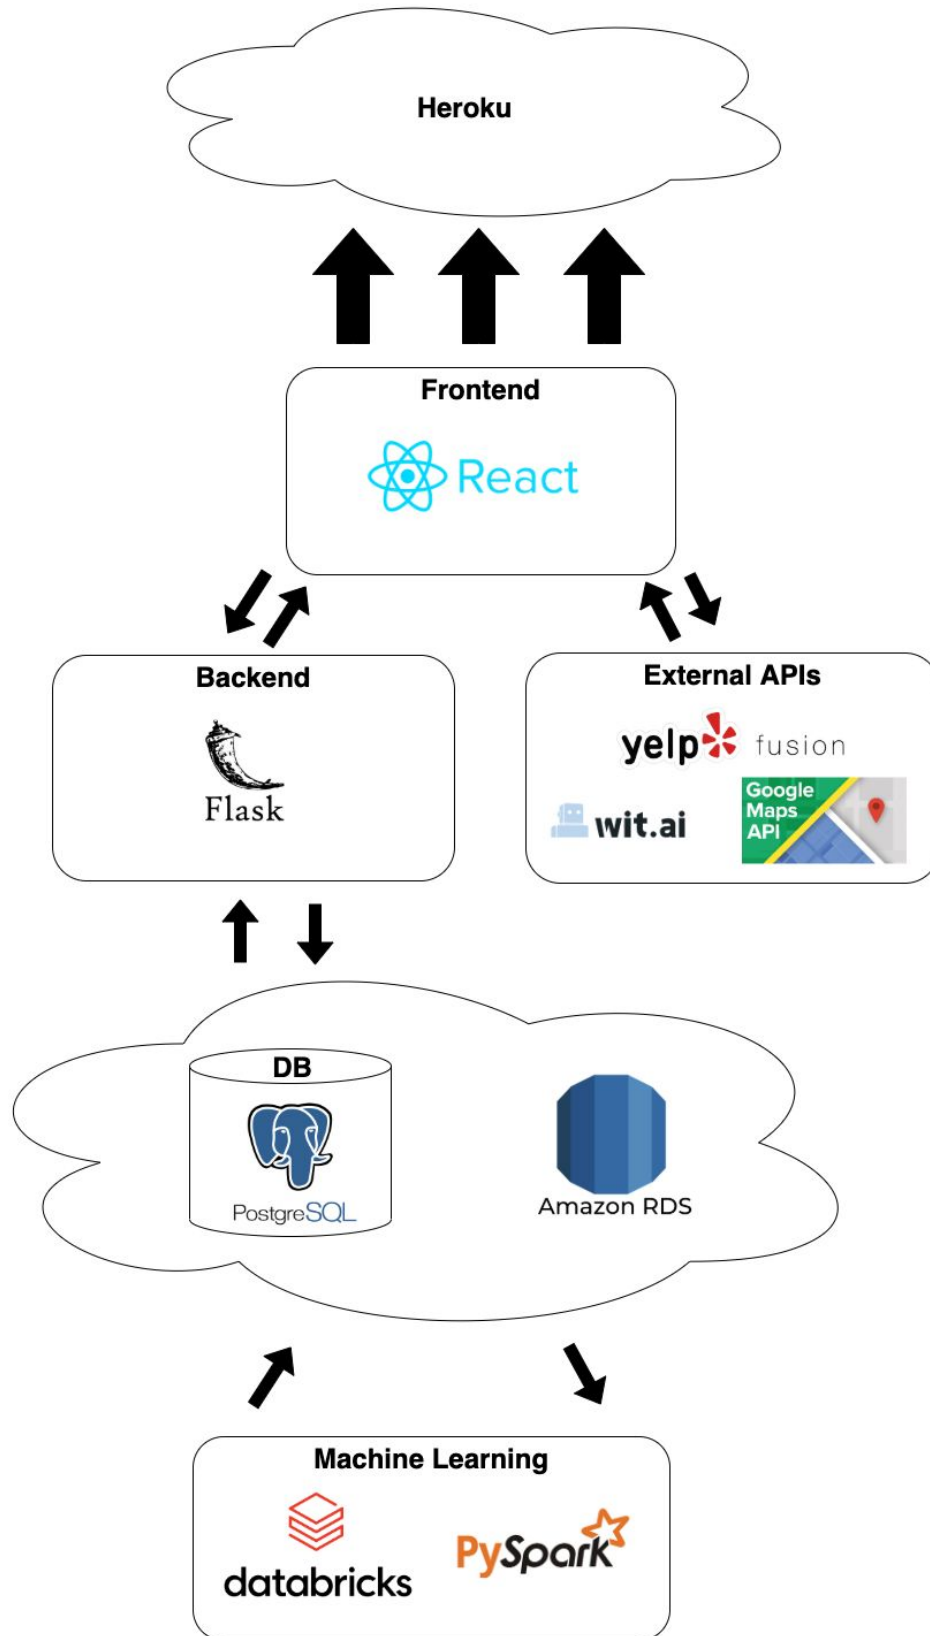 Heroku
Frontend
React
Backend
Flask
External APIs
yelp fusion
wit.ai
Google
Maps
API
DB
PostgreSQL
Amazon RDS
Machine Learning
databricks
PySpark